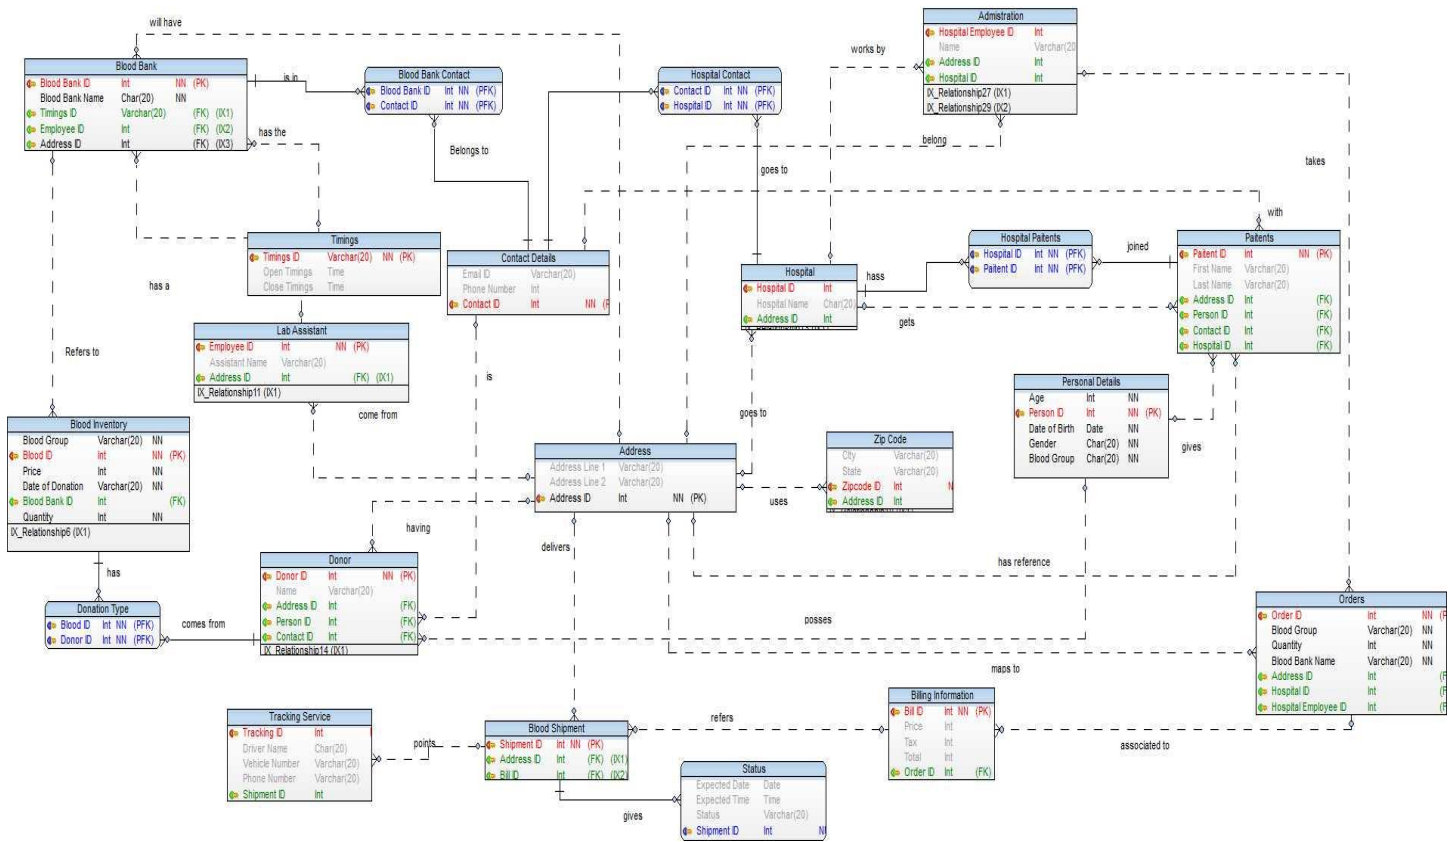 will have
Blood Bank
Blood Bank ID Int NN (PK)
Blood Bank Name Char(20) NN
Timings ID Varchar(20) (FK) (IX1)
Employee ID Int (FK) (IX2)
Address ID Int (FK) (IX3)
is in
Blood Bank Contact
Blood Bank ID Int NN (PFK)
Contact ID Int NN (PFK)
Hospital Contact
Contact ID Int NN (PFK)
Hospital ID Int NN (PFK)
works by
Admistration
Hospital Employee ID Int
Name Varchar(20
Address ID Int
Hospital ID Int
IX_Relationship27 (IX1)
IX_Relationship29 (IX2)
has the
Belongs to
goes to
belong
takes
with
Timings
Timings ID Varchar(20) NN (PK)
Open Timings Time
Close Timings Time
Contact Details
Email ID Varchar(20)
Phone Number Int
Contact ID Int NN (P
Hospital
Hospital ID Int
Hospital Name Char(20)
Address ID Int
hass
Hospital Patents
Hospital ID Int NN (PFK)
Paitent ID Int NN (PFK)
joined
gets
Paitents
Paitent ID Int NN (PK)
First Name Varchar(20)
Last Name Varchar(20)
Address ID Int (FK)
Person ID Int (FK)
Contact ID Int (FK)
Hospital ID Int (FK)
has a
Refers to
Lab Assistant
Employee ID Int NN (PK)
Assistant Name Varchar(20)
Address ID Int (FK) (IX1)
IX_Relationship11 (IX1)
come from
is
goes to
Personal Details
Age Int NN
Person ID Int NN (PK)
Date of Birth Date NN
Gender Char(20) NN
Blood Group Char(20) NN
gives
Blood Inventory
Blood Group Varchar(20) NN
Blood ID Int NN (PK)
Price Int NN
Date of Donation Varchar(20) NN
Blood Bank ID Int (FK)
Quantity Int NN
IX_Relationship6 (IX1)
Address
Address Line 1 Varchar(20)
Address Line 2 Varchar(20)
Address ID Int NN (PK)
uses
Zip Code
City Varchar(20)
State Varchar(20)
Zipcode ID Int N
Address ID Int
having
delivers
has reference
has
Donation Type
Blood ID Int NN (PFK)
Donor ID Int NN (PFK)
comes from
Donor
Donor ID Int NN (PK)
Name Varchar(20)
Address ID Int (FK)
Person ID Int (FK)
Contact ID Int (FK)
IX_Relationship14 (IX1)
posses
maps to
Orders
Order ID Int NN (P
Blood Group Varchar(20) NN
Quantity Int NN
Blood Bank Name Varchar(20) NN
Address ID Int (F
Hospital ID Int (F
Hospital Employee ID Int (F
associated to
Tracking Service
Tracking ID Int
Driver Name Char(20)
Vehicle Number Varchar(20)
Phone Number Varchar(20)
Shipment ID Int
points
Blood Shipment
Shipment ID Int NN (PK)
Address ID Int (FK) (IX1)
Bill ID Int (FK) (IX2)
refers
Billing Information
Bill ID Int NN (PK)
Price Int
Tax Int
Total Int
Order ID Int (FK)
gives
Status
Expected Date Date
Expected Time Time
Status Varchar(20)
Shipment ID Int NI